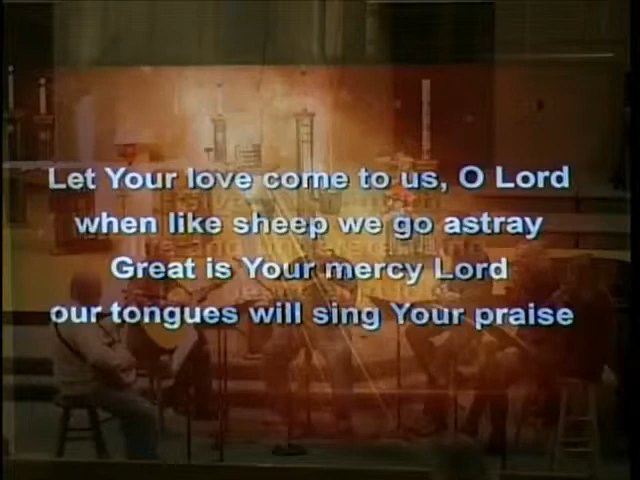 Let Your love come to us, O Lord
when like sheep we go astray
Great is Your mercy Lord
our tongues will sing Your praise